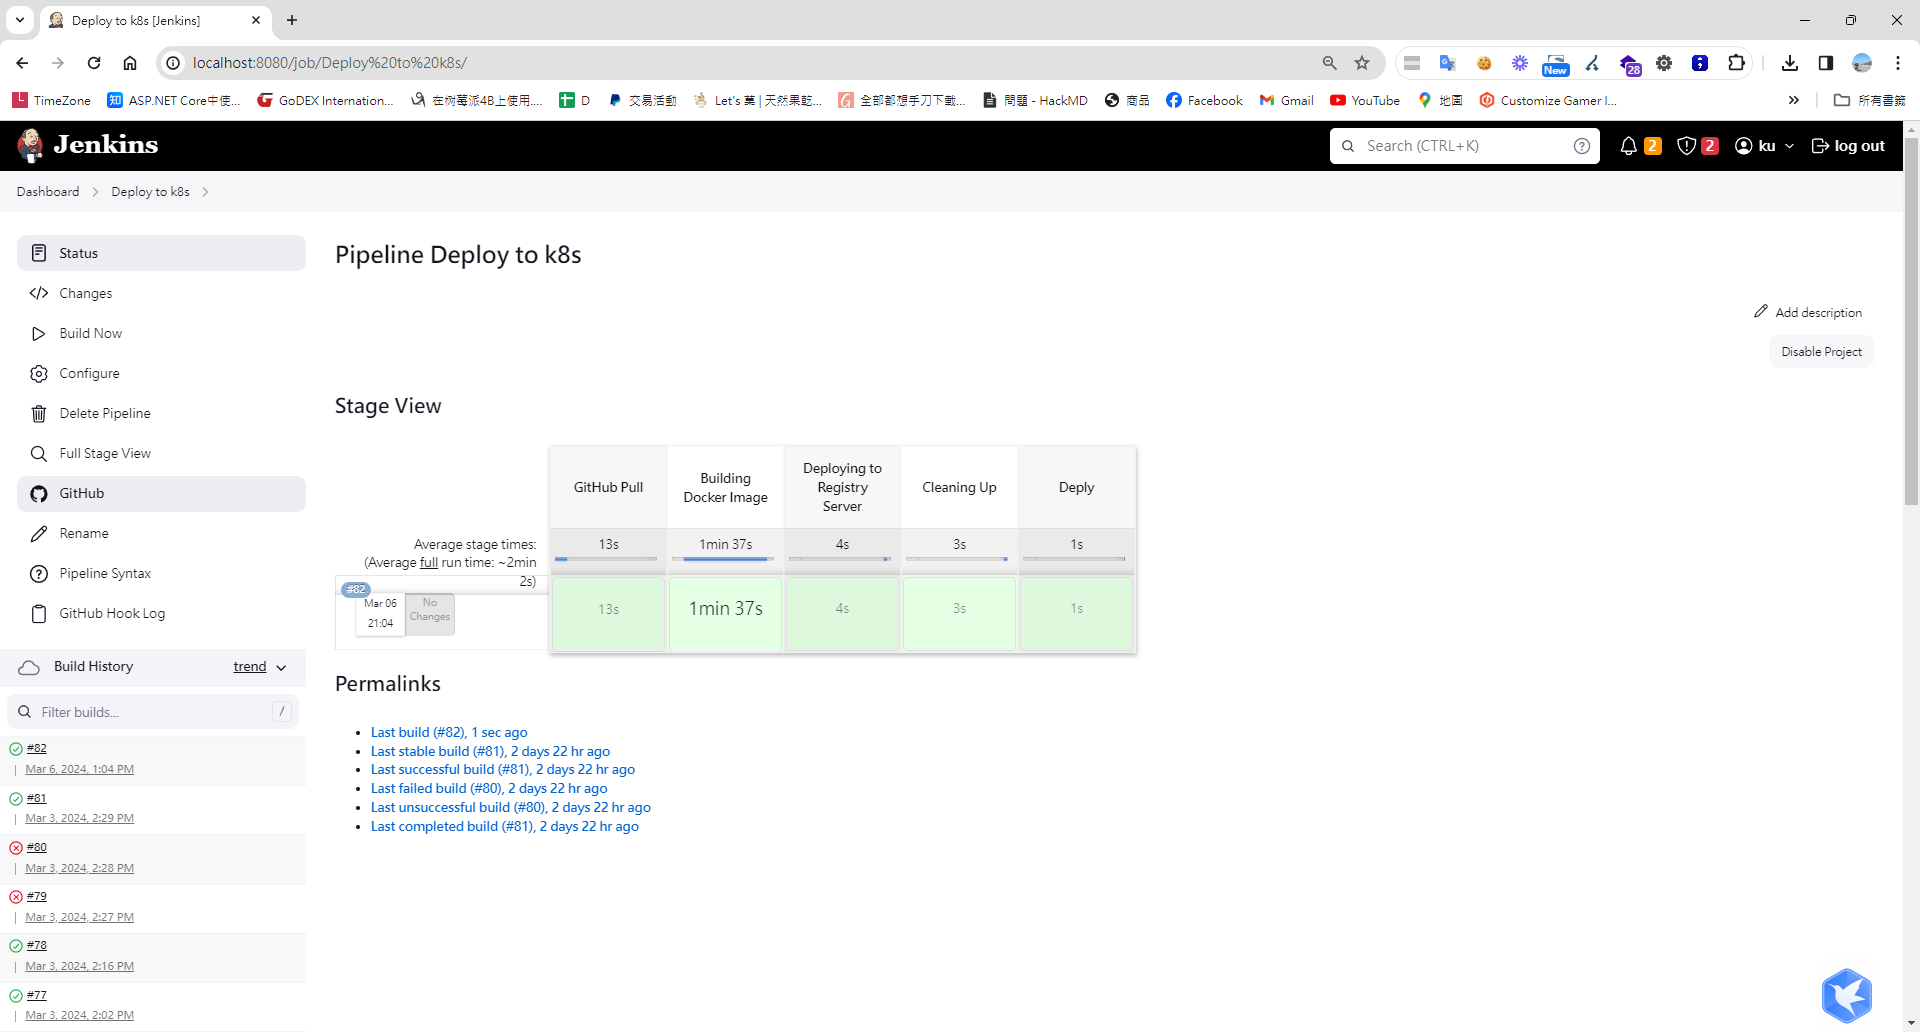 Deploy to k8s [Jenkins]
localhost:8080/job/Deploy%20to%20k8s/
New
28
TimeZone
ASP.NET Core中使...
GoDEX Internation...
在树莓派4B上使用....
D
交易活動
Let's 菓 | 天然果乾...
全部都想手刀下載...
問題 - HackMD
商品
Facebook
Gmail
YouTube
地圖
Customize Gamer I...
所有書籤
Jenkins
Search (CTRL+K)
2
2
ku
log out
Dashboard
Deploy to k8s
Status
Changes
Build Now
Configure
Delete Pipeline
Full Stage View
GitHub
Rename
Pipeline Syntax
GitHub Hook Log
Build History
trend
Filter builds...
/
#82
Mar 6, 2024, 1:04 PM
#81
Mar 3, 2024, 2:29 PM
#80
Mar 3, 2024, 2:28 PM
#79
Mar 3, 2024, 2:27 PM
#78
Mar 3, 2024, 2:16 PM
#77
Mar 3, 2024, 2:02 PM
Pipeline Deploy to k8s
Add description
Disable Project
Stage View
GitHub Pull
Building
Docker Image
Deploying to
Registry
Server
Cleaning Up
Deply
Average stage times:
(Average full run time: ~2min
2s)
13s
1min 37s
4s
3s
1s
#82
Mar 06
21:04
No
Changes
13s
1min 37s
4s
3s
1s
Permalinks
Last build (#82), 1 sec ago
Last stable build (#81), 2 days 22 hr ago
Last successful build (#81), 2 days 22 hr ago
Last failed build (#80), 2 days 22 hr ago
Last unsuccessful build (#80), 2 days 22 hr ago
Last completed build (#81), 2 days 22 hr ago